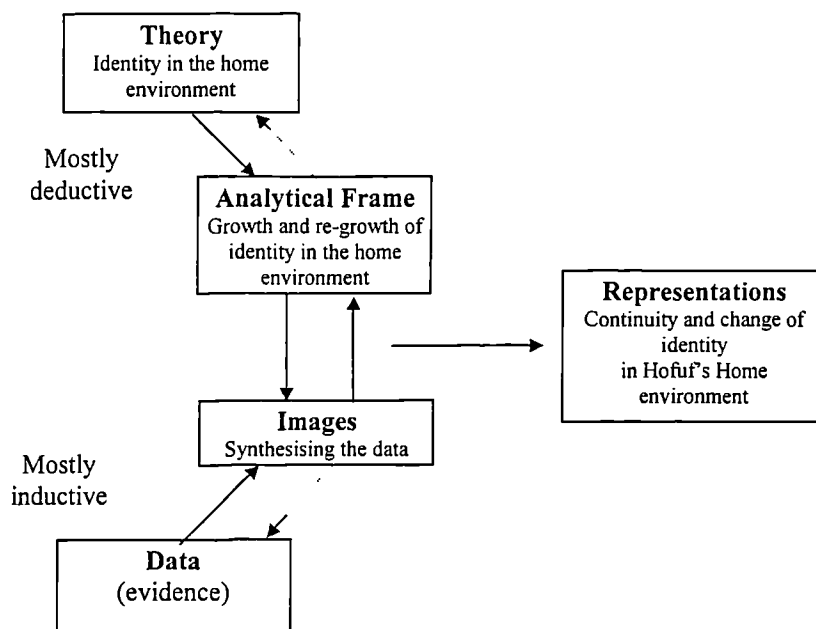 Theory
Identity in the home
environment
Mostly
deductive
Analytical Frame
Growth and re-growth of
identity in the home
environment
Representations
Continuity and change of
identity
in Hofuf's Home
environment
Images
Synthesising the data
Mostly
inductive
Data
(evidence)